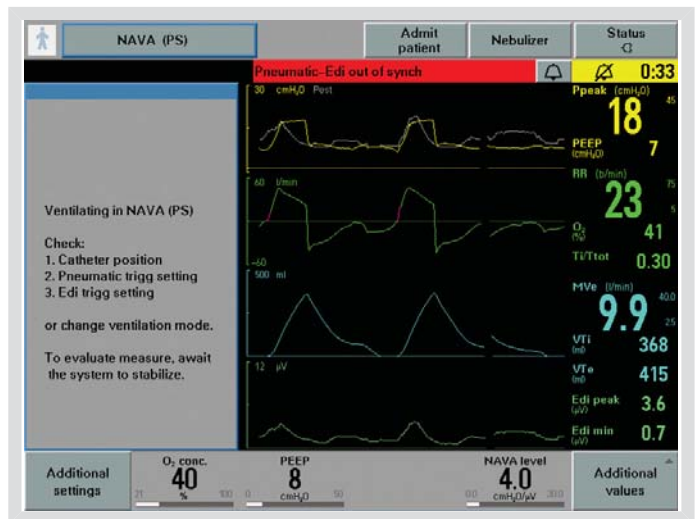 NAVA (PS)
Admit
patient
Nebulizer
Status
Pneumatic-Edi out of synch
0:33
30 cmH₂O Pest
Ppeak (cmH₂O)
45
18
PEEP
(cmH₂O)
7
60 l/min
-60
RR (b/min)
75
23
5
O₂
(%)
41
Ti/Ttot
0.30
Ventilating in NAVA (PS)
Check:
1. Catheter position
2. Pneumatic trigg setting
3. Edi trigg setting
or change ventilation mode.
To evaluate measure, await
the system to stabilize.
500 ml
MVe (l/min)
40.0
9.9
VTi
(ml)
368
12 µV
VTe
(ml)
415
Edi peak
(µV)
3.6
Edi min
(µV)
0.7
Additional
settings
O₂ conc.
40
21 % 100
PEEP
8
0 cmH₂O 50
NAVA level
4.0
0.0 cmH₂O/µV
Additional
values